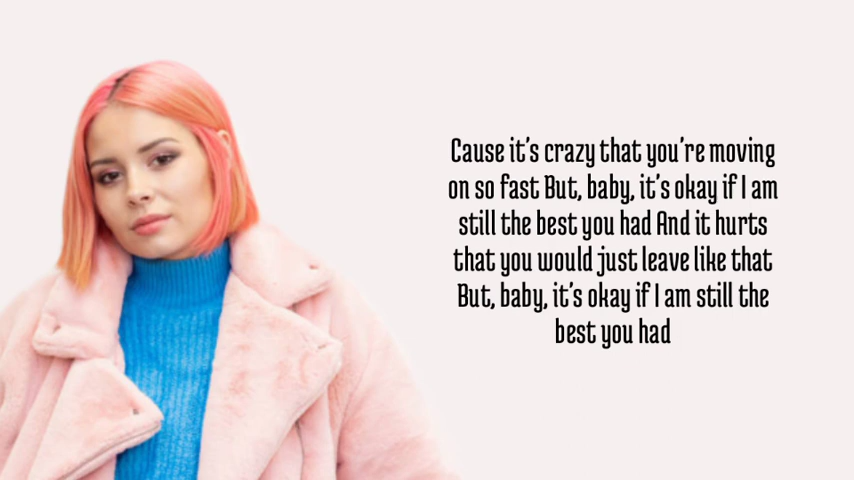 Cause it's crazy that you're moving
on so fast But, baby, it's okay if I am
still the best you had And it hurts
that you would just leave like that
But, baby, it's okay if I am still the
best you had